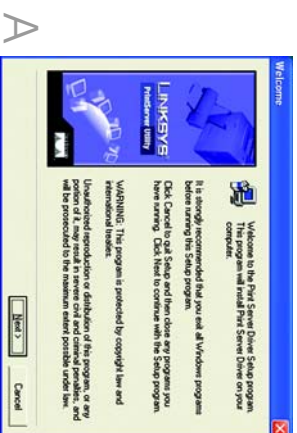 A
Welcome
Welcome to the Print Server Driver Setup program.
This program will install Print Server Driver on your
computer.
It is strongly recommended that you exit all Windows programs
before running this Setup program.
Click Cancel to quit Setup and then close any programs you
have running. Click Next to continue with the Setup program.
WARNING: This program is protected by copyright law and
international treaties.
Unauthorized reproduction or distribution of this program, or any
portion of it, may result in severe civil and criminal penalties, and
will be prosecuted to the maximum extent possible under law.
LINKSYS
PrintServer Utility
Next >
Cancel